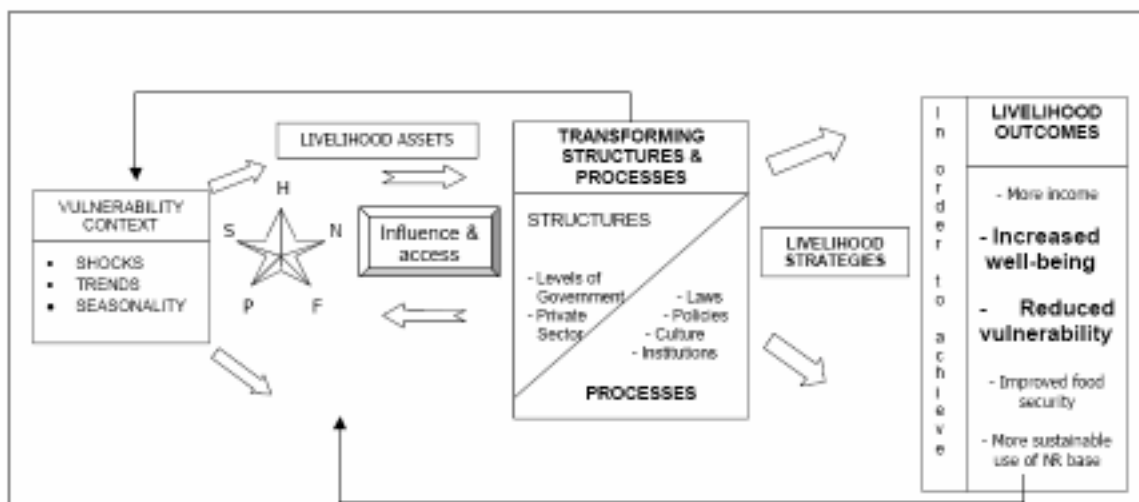 VULNERABILITY
CONTEXT
• SHOCKS
• TRENDS
• SEASONALITY
LIVELIHOOD ASSETS
H
S
N
P
F
Influence &
access
TRANSFORMING
STRUCTURES &
PROCESSES
STRUCTURES
- Levels of
Government
- Private
Sector
- Laws
- Policies
- Culture
- Institutions
PROCESSES
LIVELIHOOD
STRATEGIES
In order to achieve
LIVELIHOOD
OUTCOMES
- More income
- Increased
well-being
- Reduced
vulnerability
- Improved food
security
- More sustainable
use of NR base